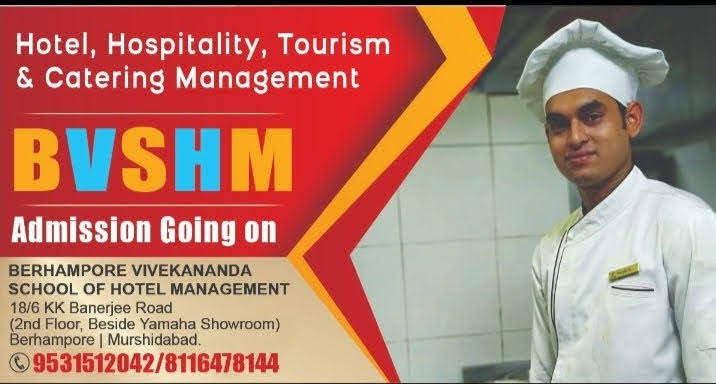 Hotel, Hospitality, Tourism
& Catering Management
BVSHM
Admission Going on
BERHAMPORE VIVEKANANDA
SCHOOL OF HOTEL MANAGEMENT
18/6 KK Banerjee Road
(2nd Floor, Beside Yamaha Showroom)
Berhampore | Murshidabad.
9531512042/8116478144